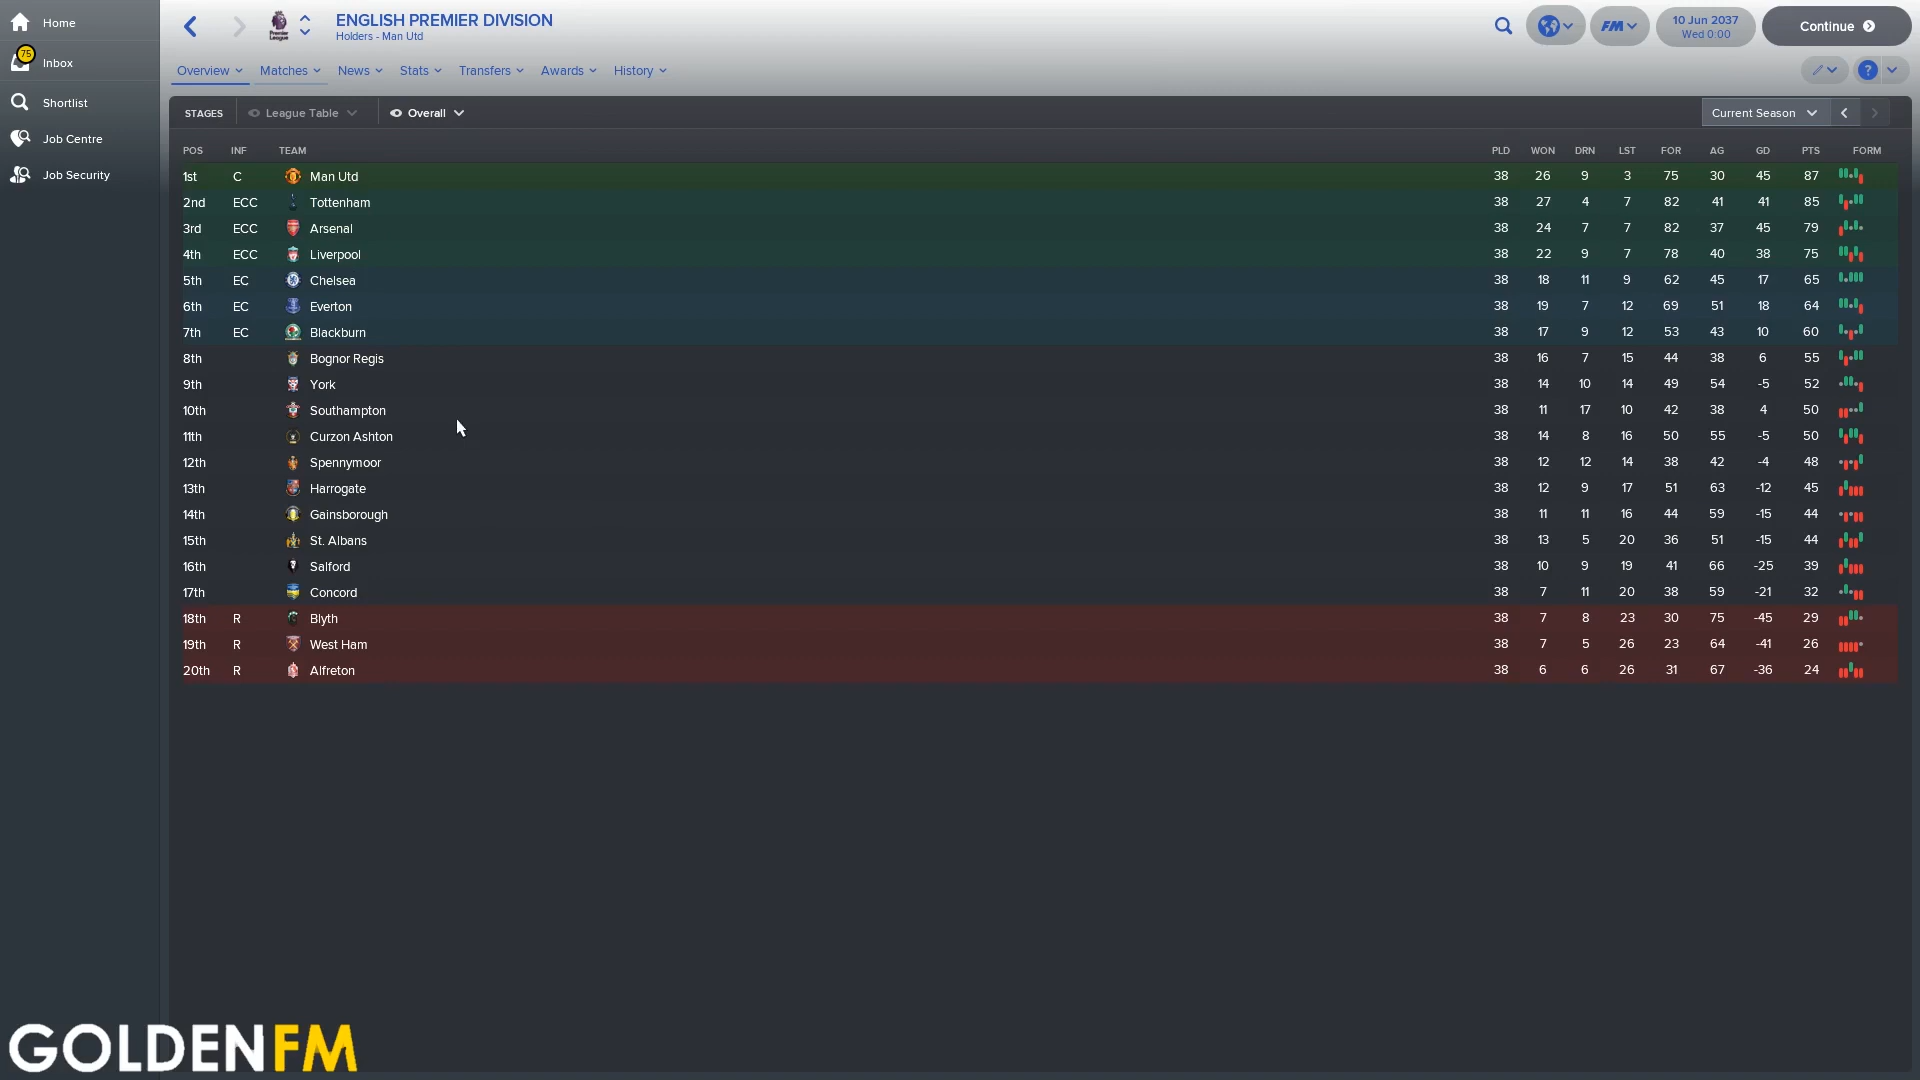 Home
75
Inbox
Shortlist
Job Centre
Job Security
Premier League
ENGLISH PREMIER DIVISION
Holders - Man Utd
FM
10 Jun 2037
Wed 0:00
Continue
Overview Matches News Stats Transfers Awards History
?
STAGES League Table Overall Current Season
POS INF TEAM PLD WON DRN LST FOR AG GD PTS FORM
1st C Man Utd 38 26 9 3 75 30 45 87
2nd ECC Tottenham 38 27 4 7 82 41 41 85
3rd ECC Arsenal 38 24 7 7 82 37 45 79
4th ECC Liverpool 38 22 9 7 78 40 38 75
5th EC Chelsea 38 18 11 9 62 45 17 65
6th EC Everton 38 19 7 12 69 51 18 64
7th EC Blackburn 38 17 9 12 53 43 10 60
8th Bognor Regis 38 16 7 15 44 38 6 55
9th York 38 14 10 14 49 54 -5 52
10th Southampton 38 11 17 10 42 38 4 50
11th Curzon Ashton 38 14 8 16 50 55 -5 50
12th Spennymoor 38 12 12 14 38 42 -4 48
13th Harrogate 38 12 9 17 51 63 -12 45
14th Gainsborough 38 11 11 16 44 59 -15 44
15th St. Albans 38 13 5 20 36 51 -15 44
16th Salford 38 10 9 19 41 66 -25 39
17th Concord 38 7 11 20 38 59 -21 32
18th R Blyth 38 7 8 23 30 75 -45 29
19th R West Ham 38 7 5 26 23 64 -41 26
20th R Alfreton 38 6 6 26 31 67 -36 24
GOLDENFM